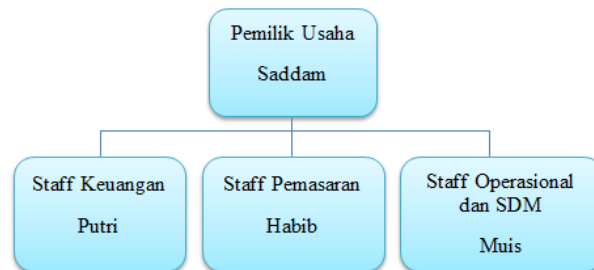 Pemilik Usaha
Saddam
Staff Keuangan
Putri
Staff Pemasaran
Habib
Staff Operasional
dan SDM
Muis